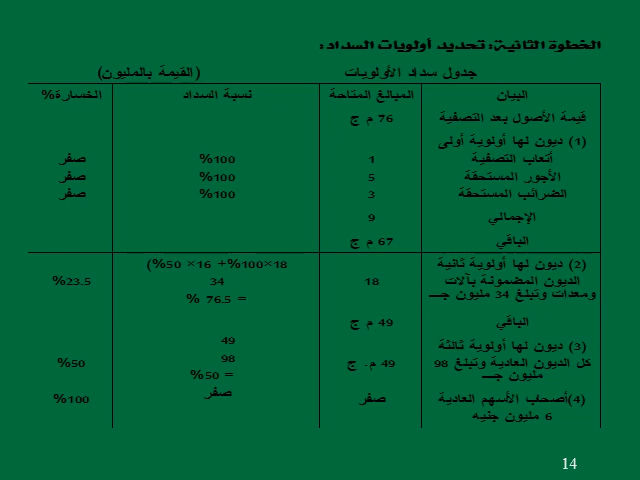 الخطوة الثانية: تحديد أولويات السداد:
جدول سداد الأولويات (القيمة بالمليون)
البيان المبالغ المتاحة نسبة السداد الخسارة%
قيمة الأصول بعد التصفية 76 م ج
(1) ديون لها أولوية أولى
أتعاب التصفية 1 100% صفر
الأجور المستحقة 5 100% صفر
الضرائب المستحقة 3 100% صفر
الإجمالي 9
الباقي 67 م ج
(2) ديون لها أولوية ثانية 18×100%+ 16× 50%)
الديون المضمونة بآلات 18 34 23.5%
ومعدات وتبلغ 34 مليون جـــ = 76.5 %
الباقي 49 م ج
(3) ديون لها أولوية ثالثة 49
كل الديون العادية وتبلغ 98 49 م. ج 98 50%
مليون جـــ = 50%
(4)أصحاب الأسهم العادية صفر صفر 100%
6 مليون جنيه
14